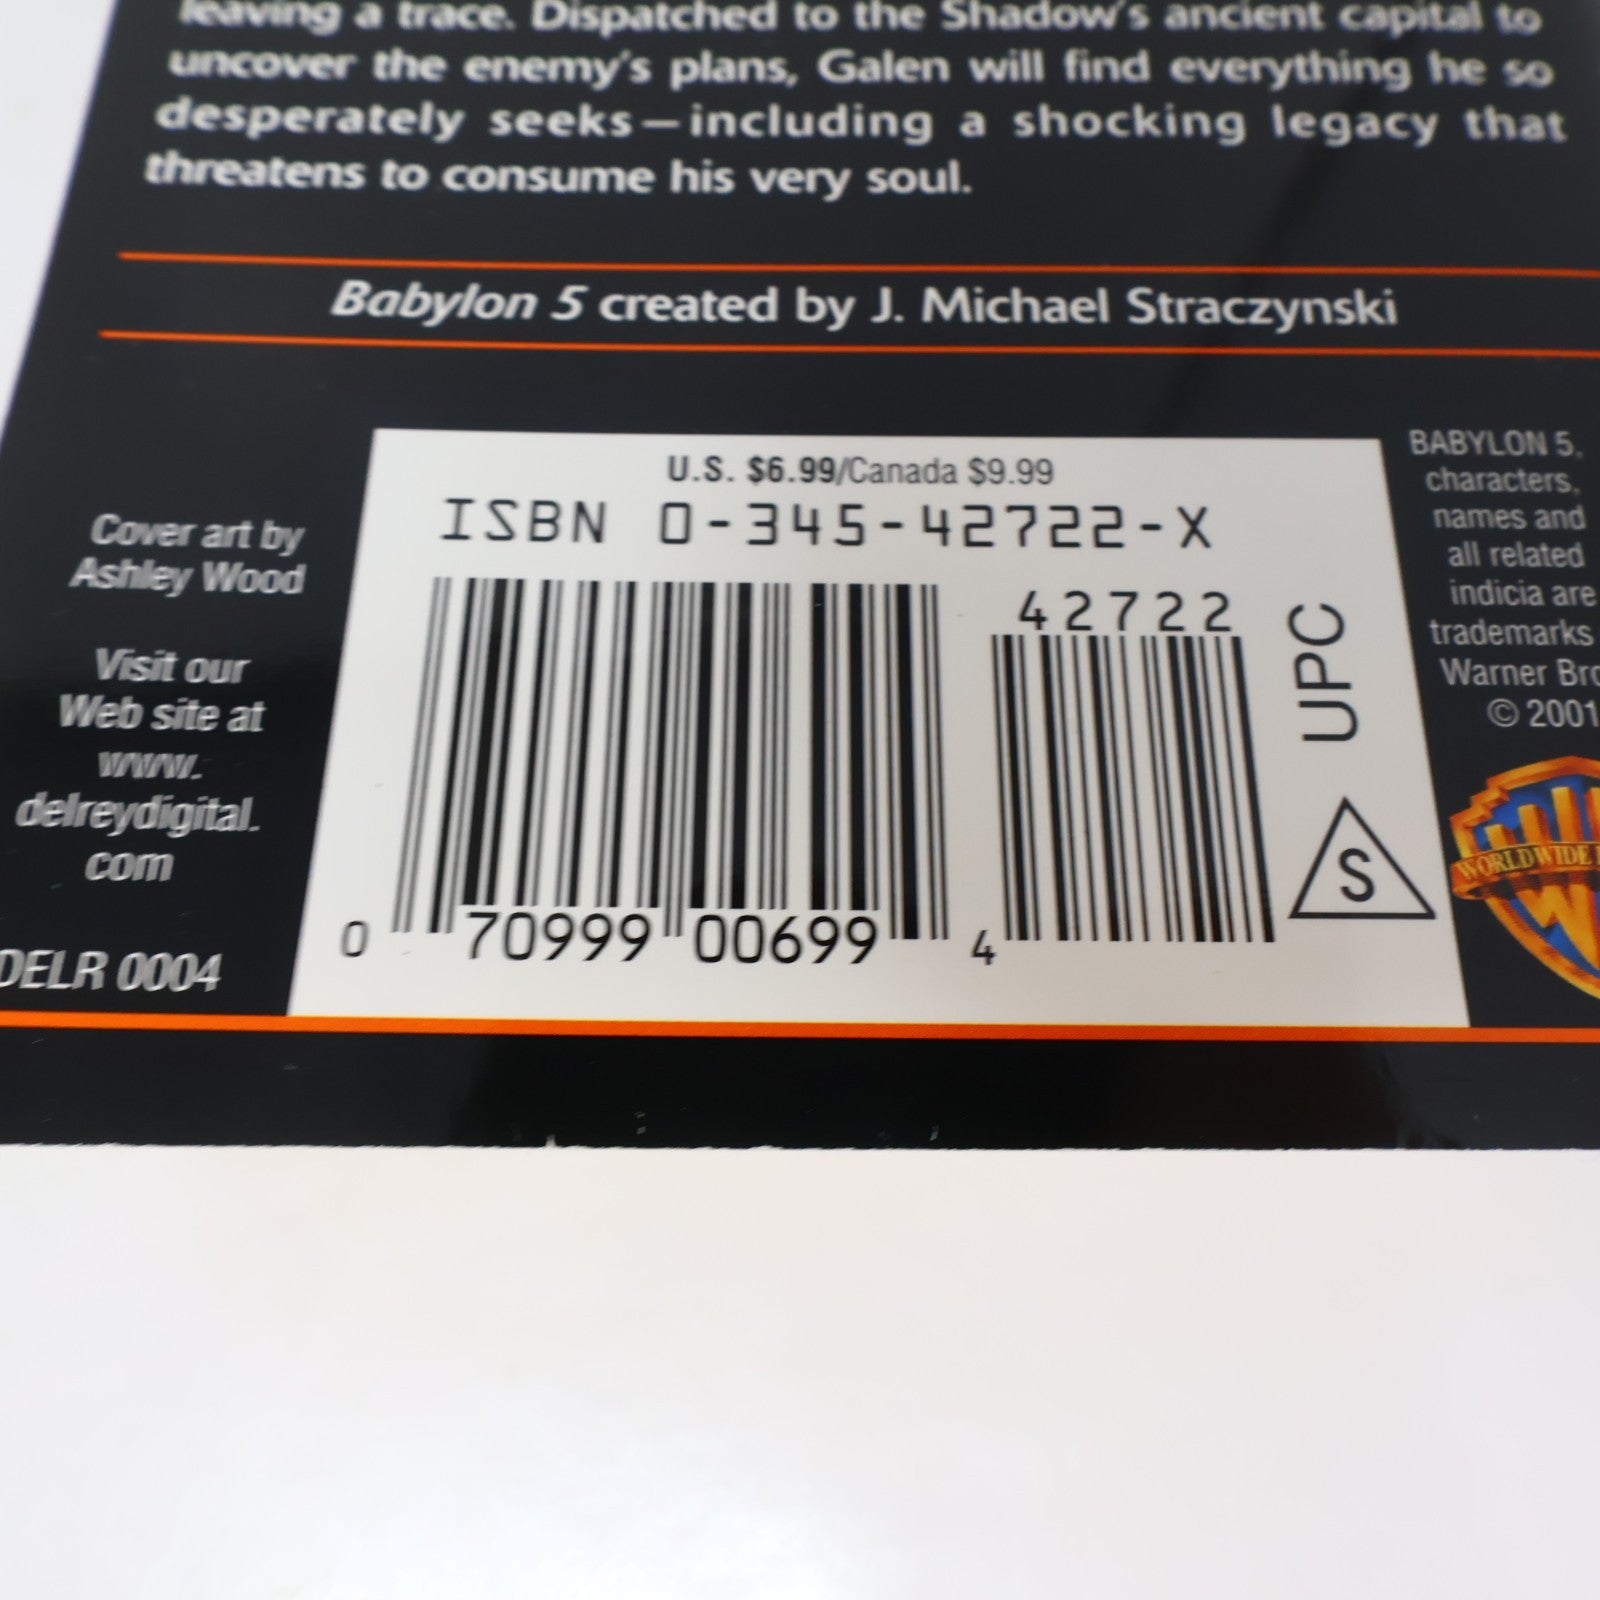 leaving a trace. Dispatched to the Shadow's ancient capital to
uncover the enemy's plans, Galen will find everything he so
desperately seeks—including a shocking legacy that
threatens to consume his very soul.
Babylon 5 created by J. Michael Straczynski
Cover art by
Ashley Wood
Visit our
Web site at
www.
delreydigital.
com
DELR 0004
U.S. $6.99/Canada $9.99
ISBN 0-345-42722-X
42722
0 70999 00699 4
UPC
S
BABYLON 5,
characters,
names and
all related
indicia are
trademarks
Warner Bro
© 2001
WORLDWIDE